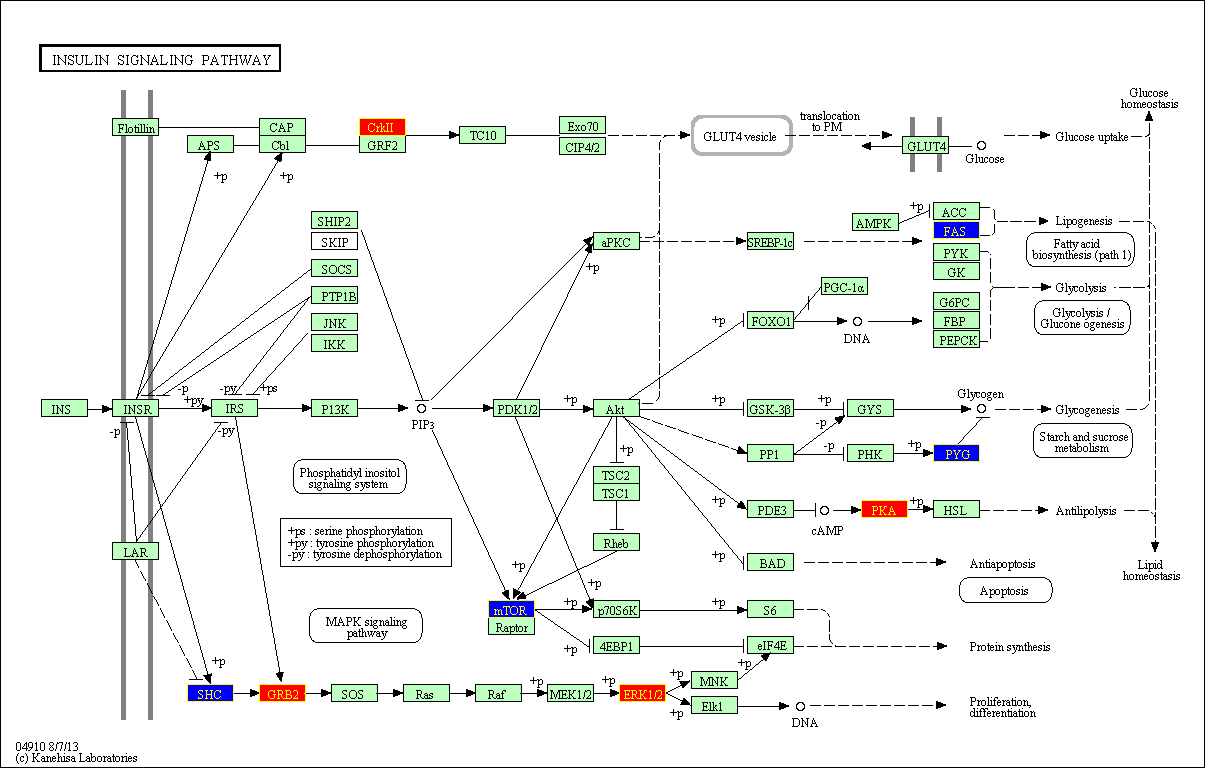 INSULIN SIGNALING PATHWAY
Glucose
homeostasis
Flotillin
CAP
CrkII
Cbl
GRF2
APS
TC10
Exo70
CIP4/2
GLUT4 vesicle
translocation
to PM
GLUT4
Glucose
Glucose uptake
+p
+p
SHIP2
SKIP
SOCS
PTP1B
JNK
IKK
aPKC
+p
SREBP-1c
AMPK
+p
ACC
FAS
PYK
GK
G6PC
FBP
PEPCK
Lipogenesis
Fatty acid
biosynthesis (path 1)
Glycolysis
Glycolysis /
Glucone ogenesis
PGC-1α
FOXO1
+p
DNA
INS
INSR
-p
+py
-py
+ps
IRS
-p
-py
P13K
PIP3
PDK1/2
+p
Akt
+p
GSK-3β
+p
GYS
Glycogen
Glycogenesis
-p
PP1
-p
PHK
+p
PYG
Starch and sucrose
metabolism
Phosphatidyl inositol
signaling system
+p
TSC2
TSC1
+p
PDE3
cAMP
PKA
+p
HSL
Antilipolysis
+ps : serine phosphorylation
+py : tyrosine phosphorylation
-py : tyrosine dephosphorylation
LAR
Rheb
+p
+p
BAD
Antiapoptosis
Apoptosis
Lipid
homeostasis
+p
mTOR
Raptor
+p
p70S6K
+p
S6
MAPK signaling
pathway
+p
4EBP1
eIF4E
Protein synthesis
+p
+p
SHC
GRB2
SOS
Ras
Raf
+p
MEK1/2
+p
ERK1/2
+p
MNK
+p
Elk1
DNA
Proliferation,
differentiation
04910 8/7/13
(c) Kanehisa Laboratories